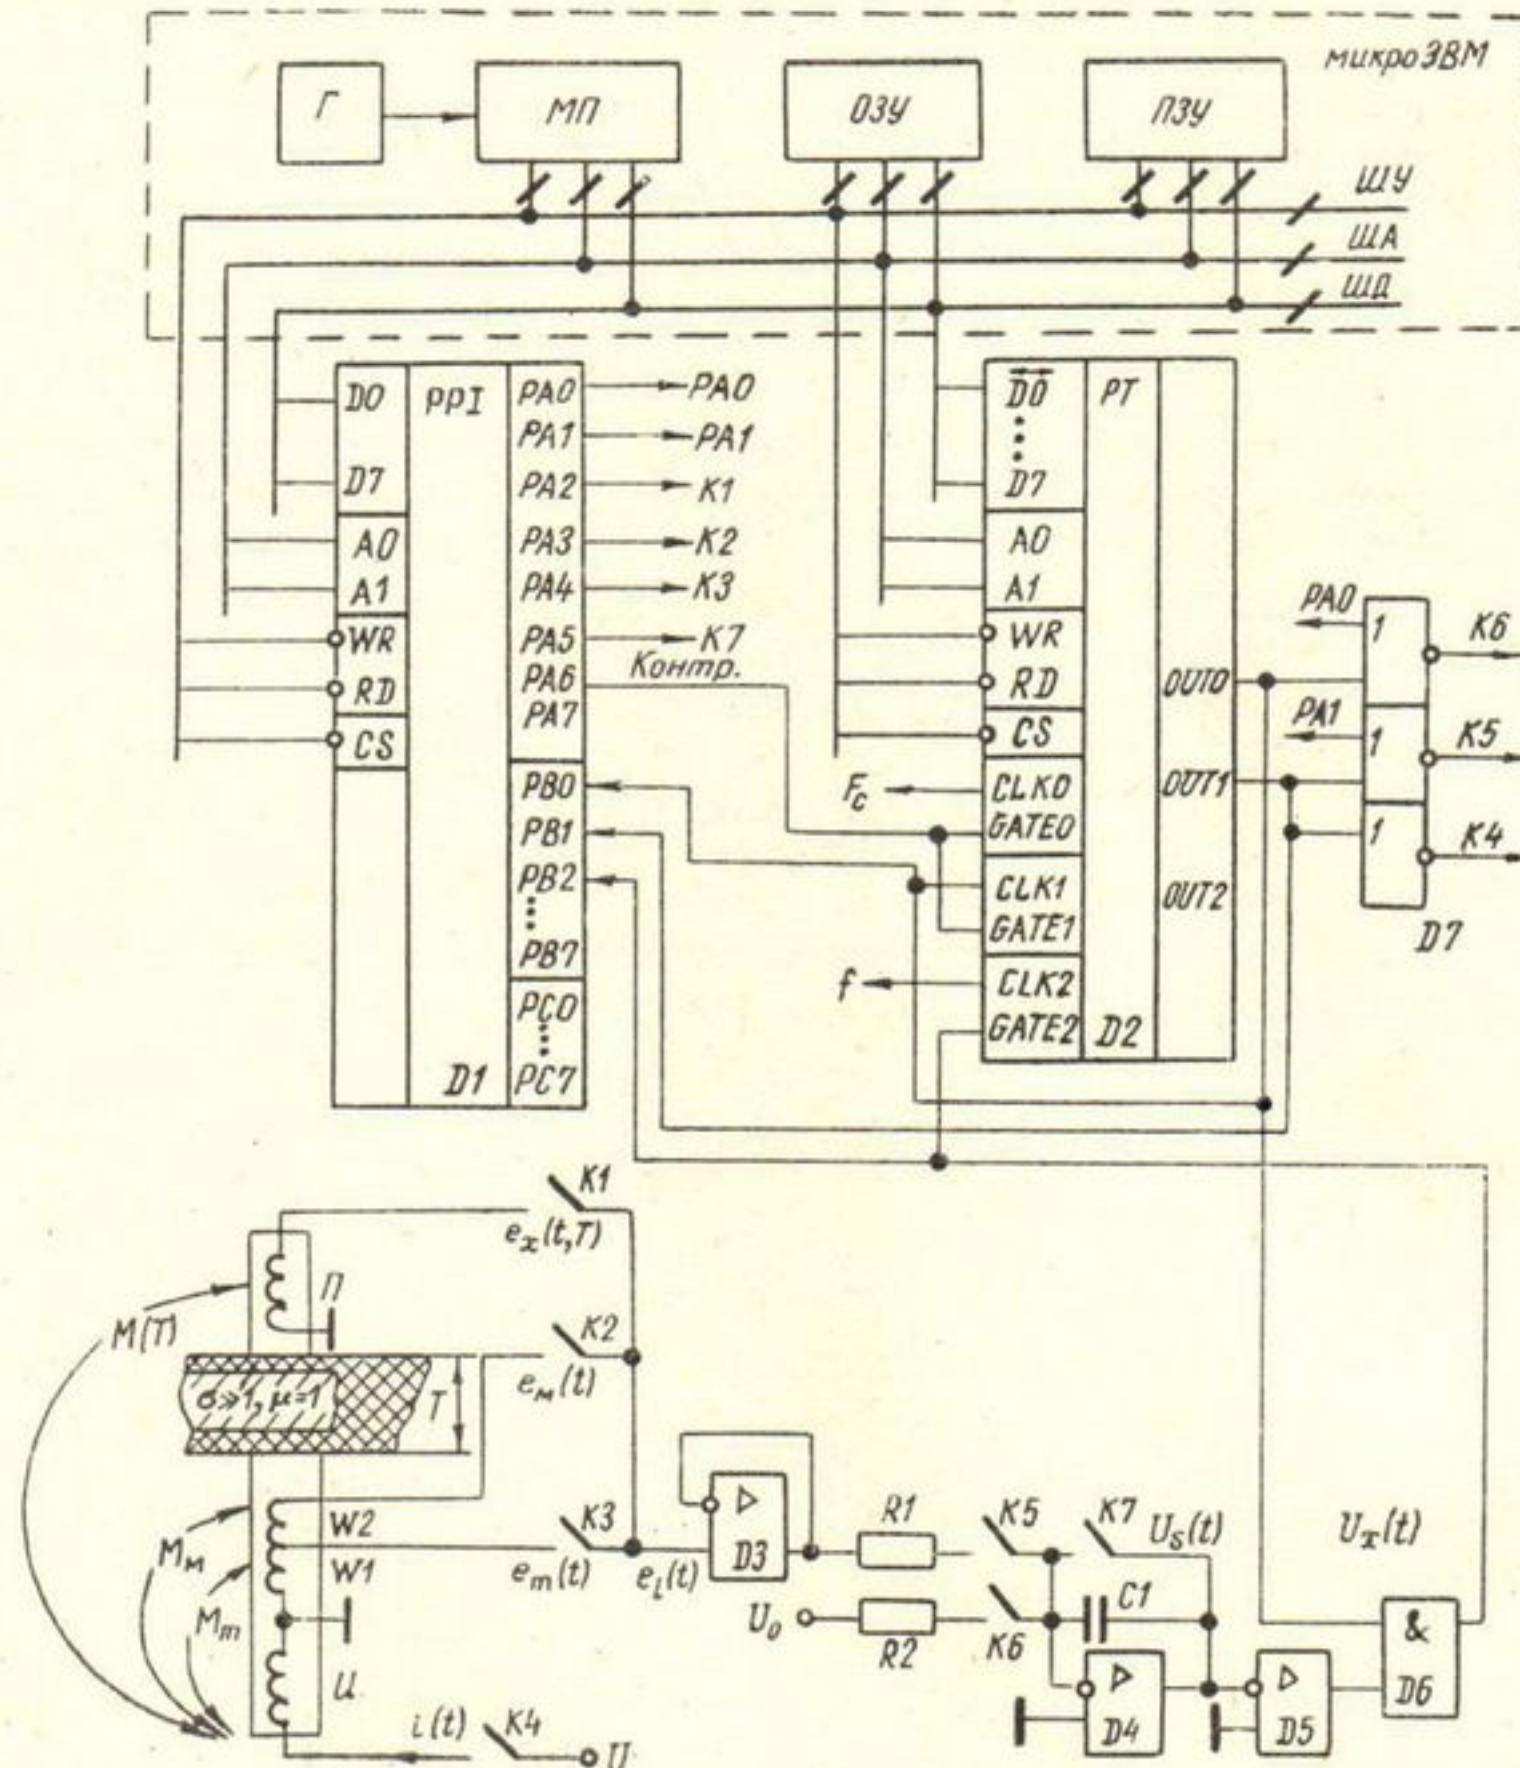 микроЭВМ
Г
МП
ОЗУ
ПЗУ
ШУ
ША
ШД
D0
PPI
PA0
PA0
PA1
PA1
D7
PA2
K1
A0
PA3
K2
A1
PA4
K3
WR
PA5
K7
Контр.
RD
PA6
PA7
CS
PB0
PB1
PB2
PB7
PC0
D1
PC7
D0
PT
D7
A0
A1
WR
RD
OUT0
CS
Fc
CLK0
OUT1
GATE0
CLK1
OUT2
GATE1
f
CLK2
GATE2
D2
PA0
1
K6
PA1
1
K5
1
K4
D7
K1
eх(t,T)
П
M(T)
K2
eм(t)
σ≫1, μ=1
T
W2
K3
W1
em(t)
ei(t)
D3
Mм
Mm
И
i(t)
K4
U
R1
K5
K7
Us(t)
Uх(t)
U0
R2
K6
C1
D4
D5
&
D6